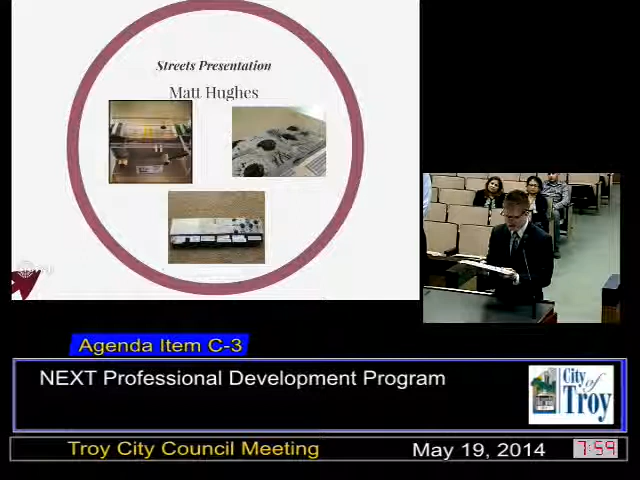 Streets Presentation
Matt Hughes
Agenda Item C-3
NEXT Professional Development Program
City
of
Troy
Troy City Council Meeting
May 19, 2014
7:59